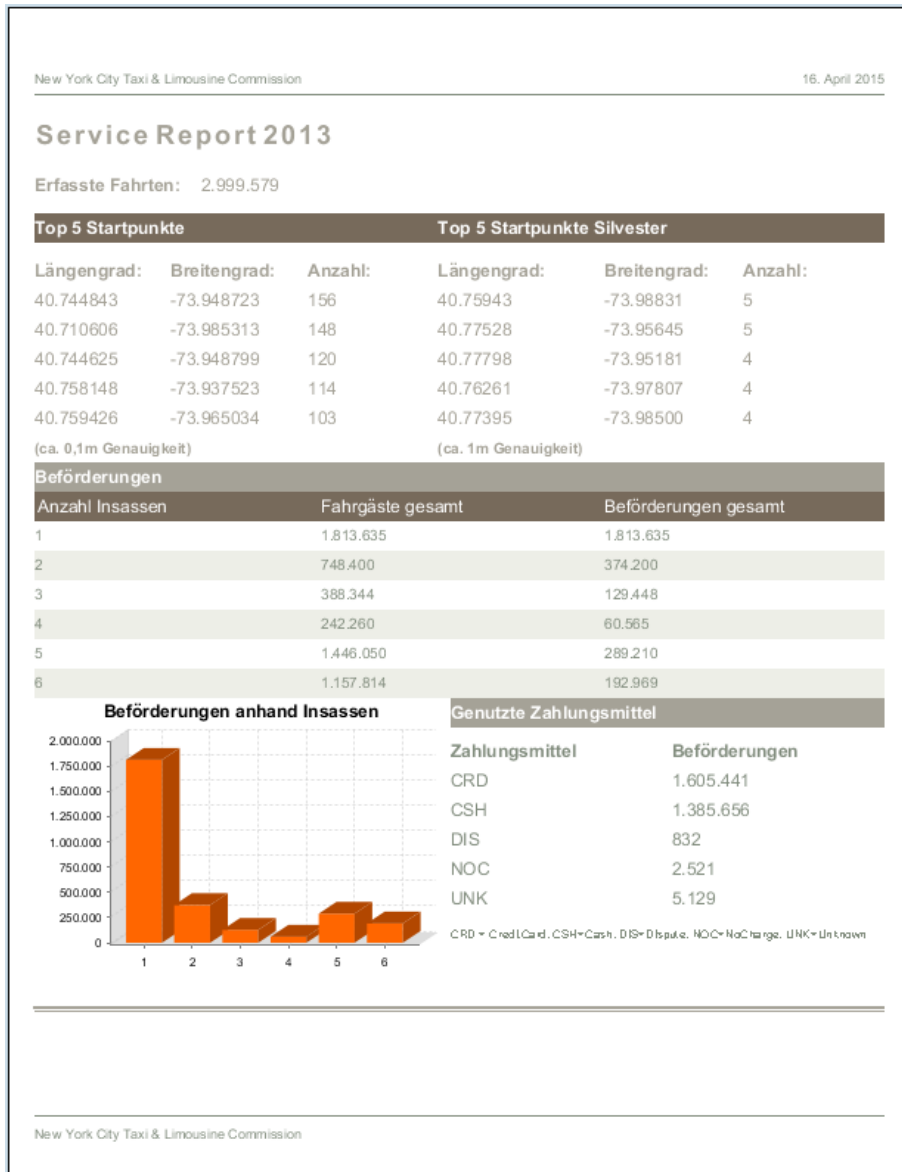 New York City Taxi & Limousine Commission 16. April 2015
Service Report 2013
Erfasste Fahrten: 2.999.579
Top 5 Startpunkte Top 5 Startpunkte Silvester
Längengrad: Breitengrad: Anzahl: Längengrad: Breitengrad: Anzahl:
40.744843 -73.948723 156 40.75943 -73.98831 5
40.710606 -73.985313 148 40.77528 -73.95645 5
40.744625 -73.948799 120 40.77798 -73.95181 4
40.758148 -73.937523 114 40.76261 -73.97807 4
40.759426 -73.965034 103 40.77395 -73.98500 4
(ca. 0,1m Genauigkeit) (ca. 1m Genauigkeit)
Beförderungen
Anzahl Insassen Fahrgäste gesamt Beförderungen gesamt
1 1.813.635 1.813.635
2 748.400 374.200
3 388.344 129.448
4 242.260 60.565
5 1.446.050 289.210
6 1.157.814 192.969
Beförderungen anhand Insassen
2.000.000
1.750.000
1.500.000
1.250.000
1.000.000
750.000
500.000
250.000
0
1 2 3 4 5 6
Genutzte Zahlungsmittel
Zahlungsmittel Beförderungen
CRD 1.605.441
CSH 1.385.656
DIS 832
NOC 2.521
UNK 5.129
CRD = CreditCard, CSH=Cash, DIS=Dispute, NOC=NoCharge, UNK=Unknown
New York City Taxi & Limousine Commission